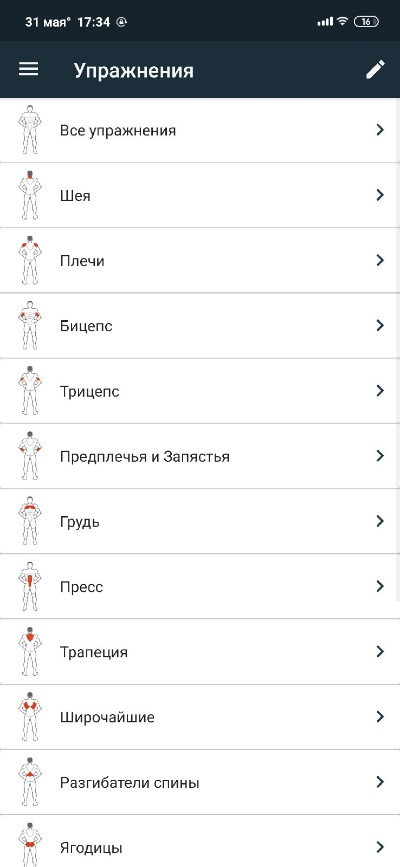 31 мая° 17:34
16
Упражнения
Все упражнения
Шея
Плечи
Бицепс
Трицепс
Предплечья и Запястья
Грудь
Пресс
Трапеция
Широчайшие
Разгибатели спины
Ягодицы